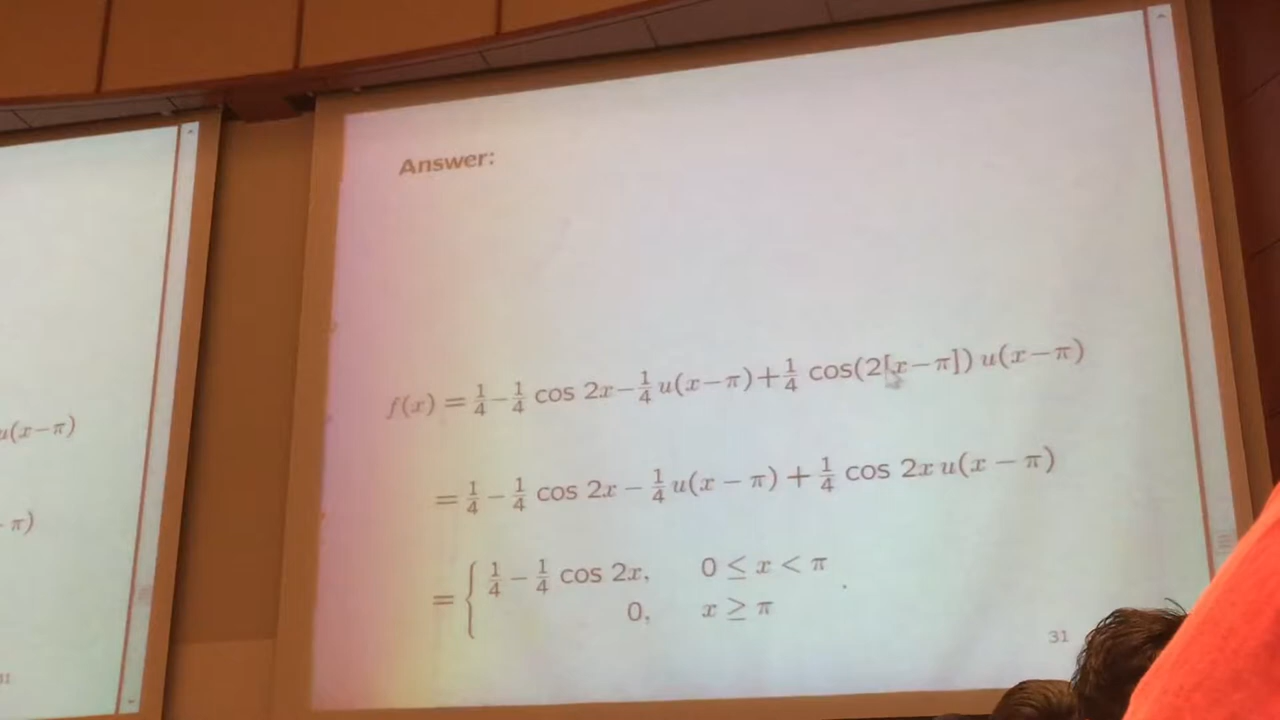 u(x−π)
− π)
31
Answer:
f(x) = 1/4 − 1/4 cos 2x − 1/4 u(x−π) + 1/4 cos(2[x−π]) u(x−π)
= 1/4 − 1/4 cos 2x − 1/4 u(x − π) + 1/4 cos 2x u(x − π)
= { 1/4 − 1/4 cos 2x, 0 ≤ x < π
0, x ≥ π .
31